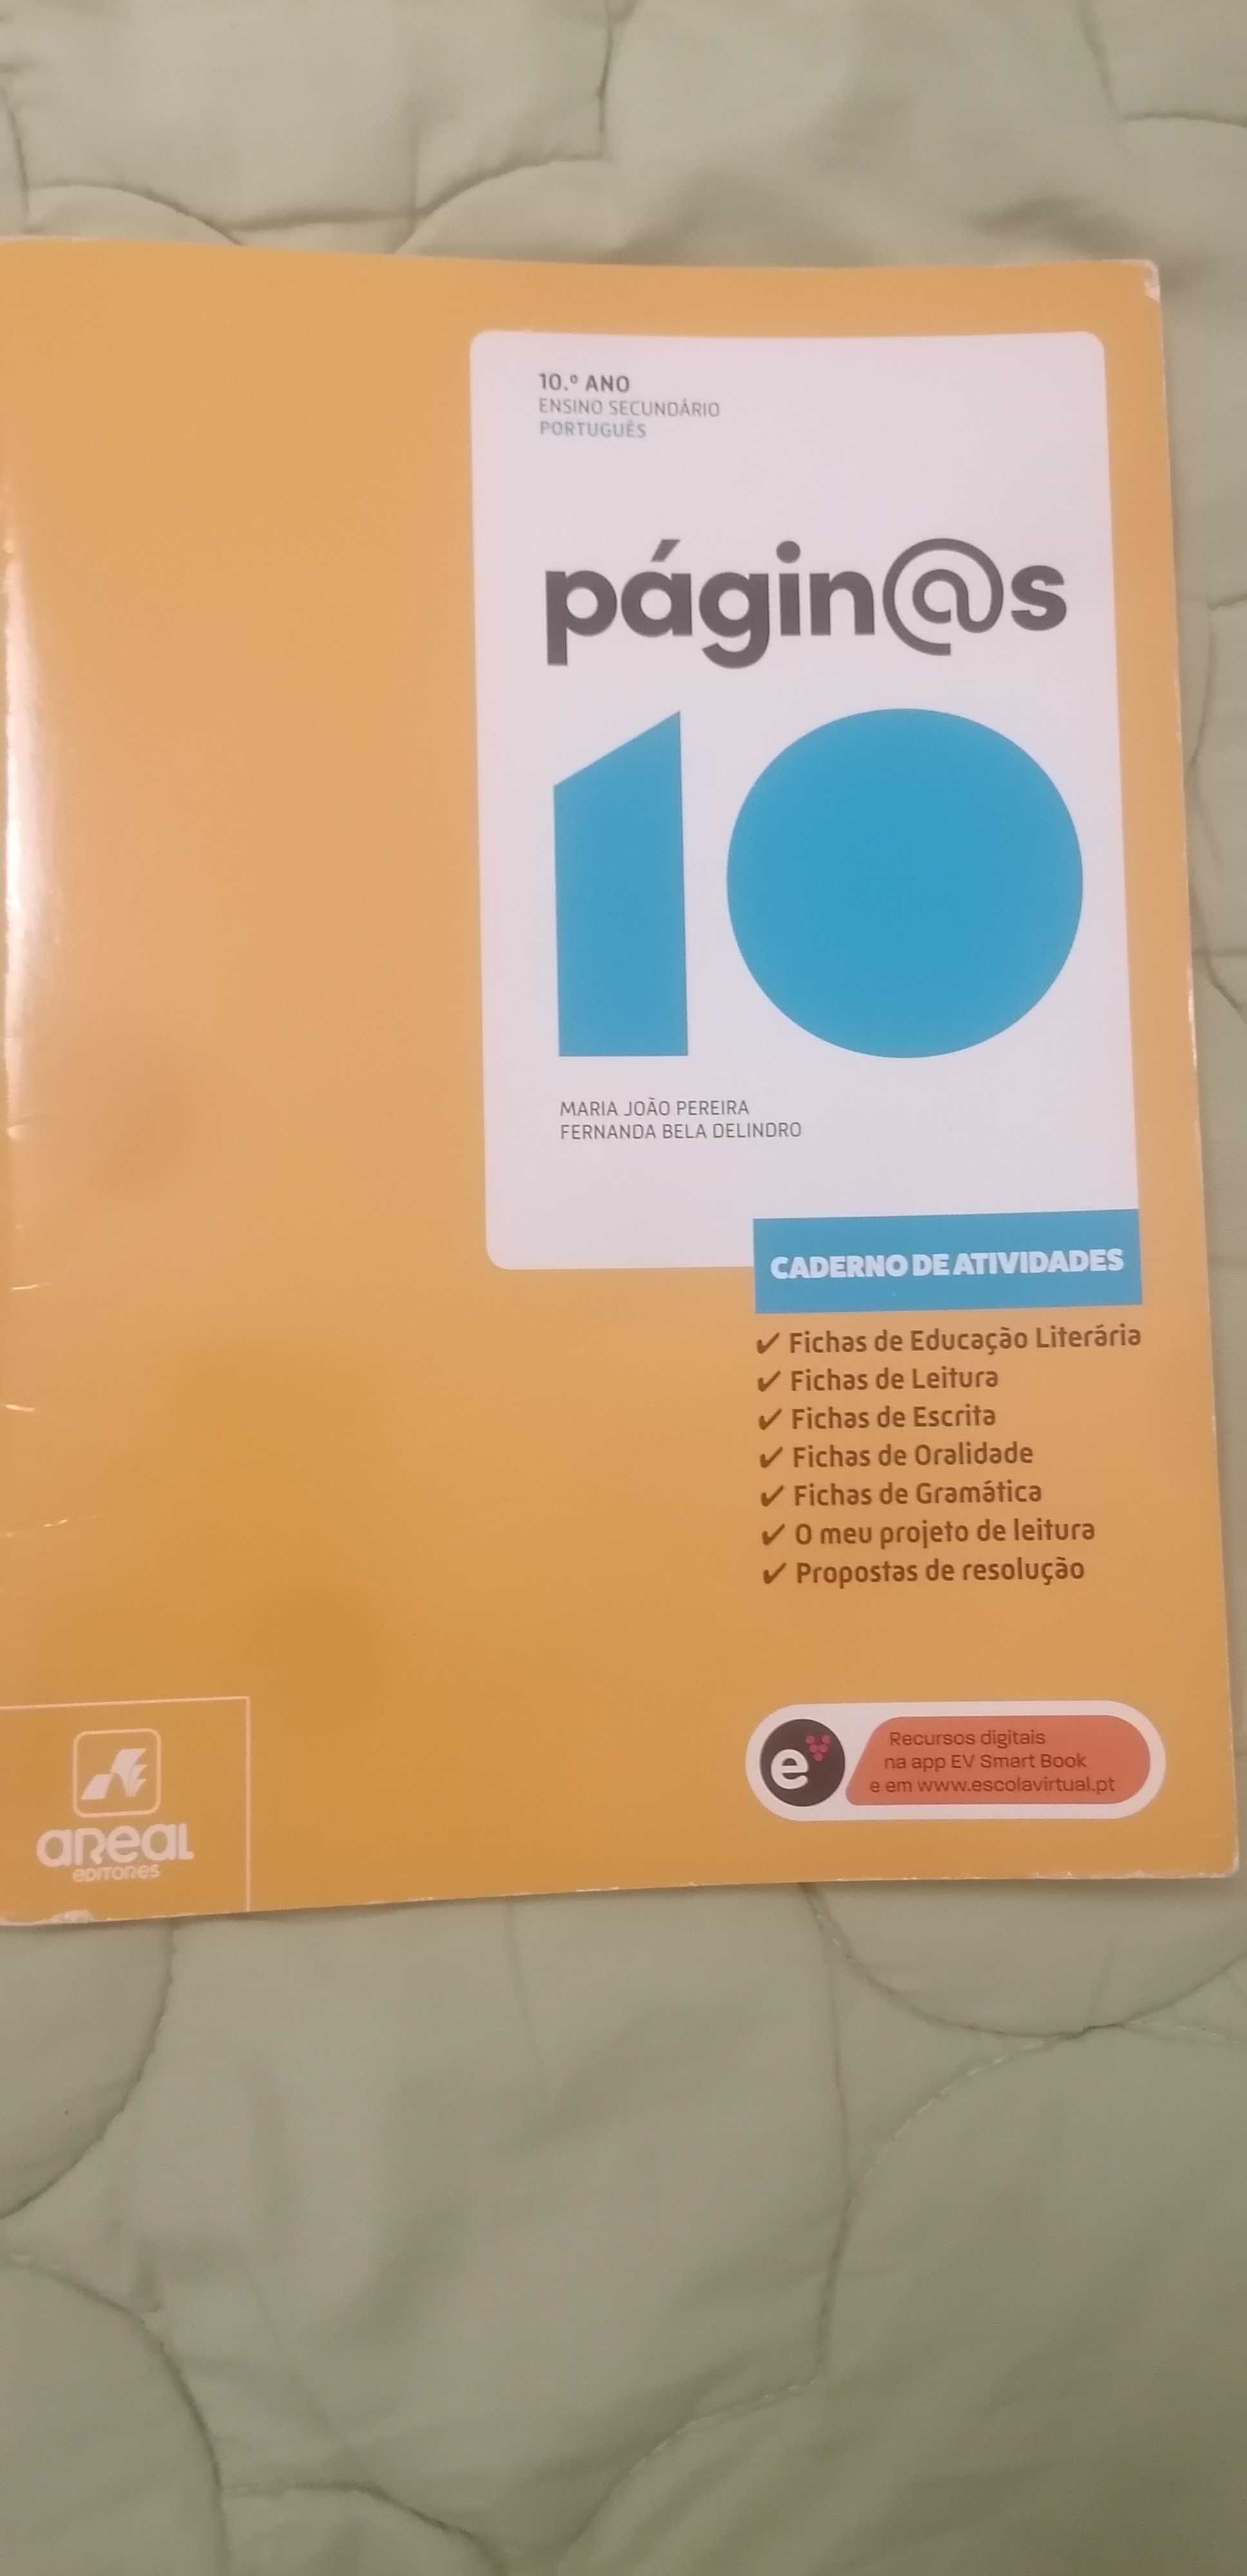 10.º ANO
ENSINO SECUNDÁRIO
PORTUGUÊS
págin@s
10
MARIA JOÃO PEREIRA
FERNANDA BELA DELINDRO
CADERNO DE ATIVIDADES
✔ Fichas de Educação Literária
✔ Fichas de Leitura
✔ Fichas de Escrita
✔ Fichas de Oralidade
✔ Fichas de Gramática
✔ O meu projeto de leitura
✔ Propostas de resolução
e
Recursos digitais
na app EV Smart Book
e em www.escolavirtual.pt
aReaL
eDITORes